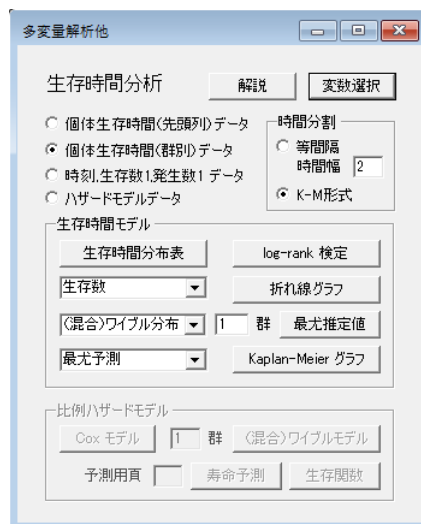 多変量解析他
生存時間分析 解説 変数選択
個体生存時間(先頭列)データ
個体生存時間(群別)データ
時刻,生存数1,発生数1 データ
ハザードモデルデータ
時間分割
等間隔
時間幅 2
K-M形式
生存時間モデル
生存時間分布表 log-rank 検定
生存数 折れ線グラフ
(混合)ワイブル分布 1 群 最尤推定値
最尤予測 Kaplan-Meier グラフ
比例ハザードモデル
Cox モデル 1 群 (混合)ワイブルモデル
予測用頁 寿命予測 生存関数